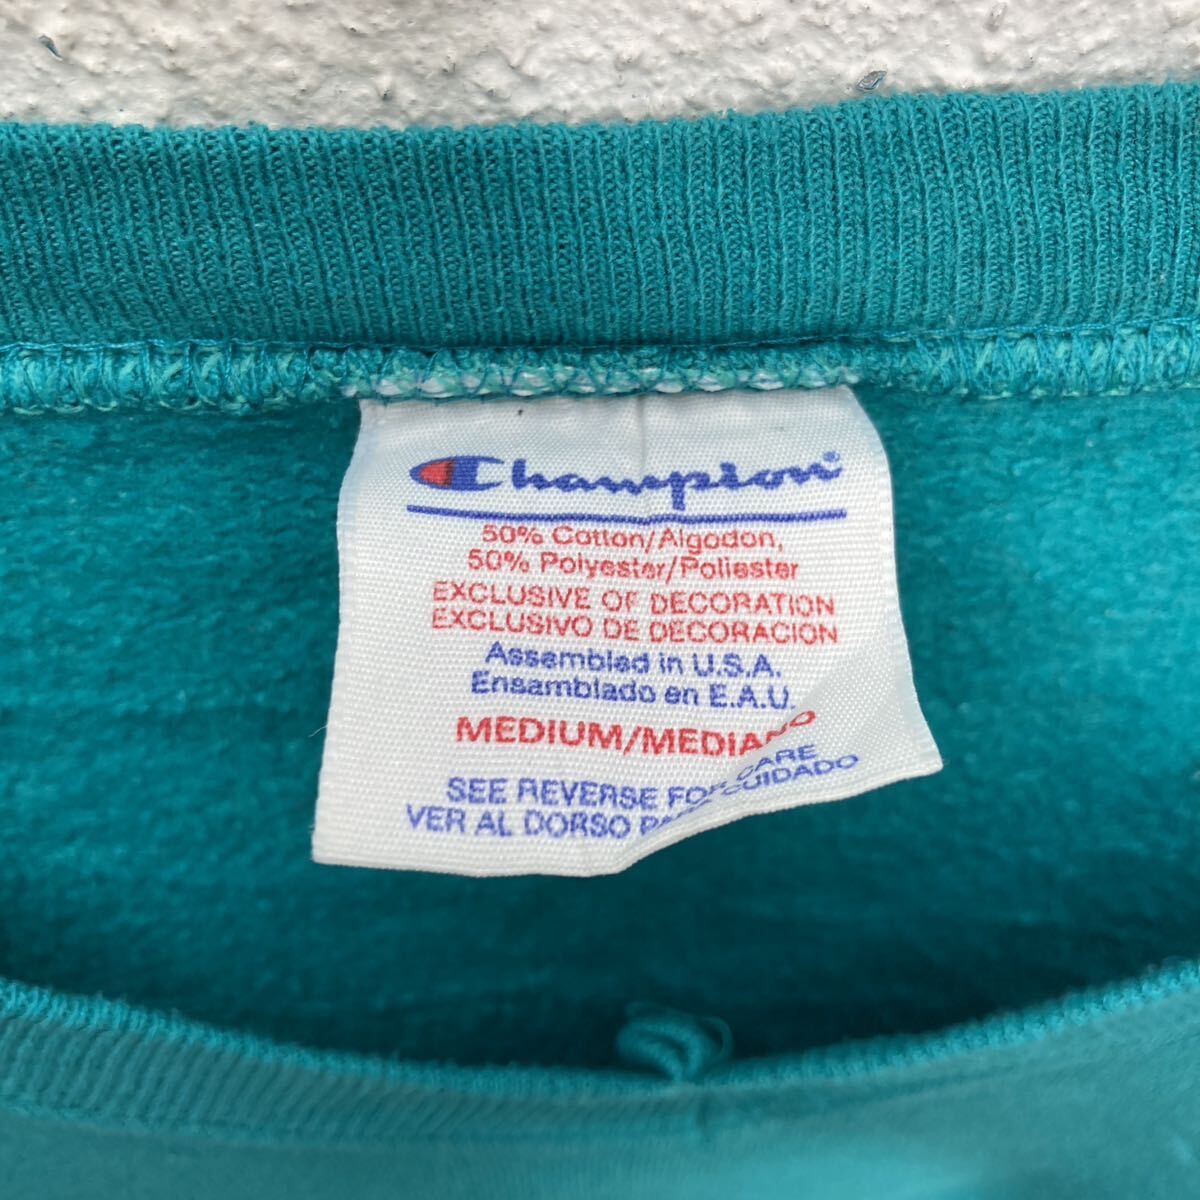 Champion
50% Cotton/Algodon,
50% Polyester/Poliester
EXCLUSIVE OF DECORATION
EXCLUSIVO DE DECORACION
Assembled in U.S.A.
Ensamblado en E.A.U.
MEDIUM/MEDIANO
SEE REVERSE FOR CARE
VER AL DORSO PARA CUIDADO